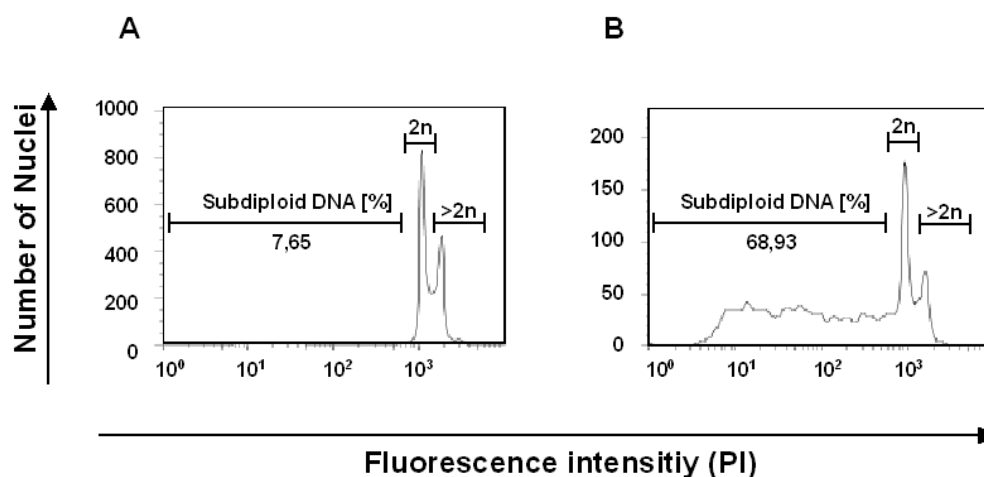 A
Number of Nuclei
1000
800
600
400
200
0
2n
>2n
Subdiploid DNA [%]
7,65
10⁰
10¹
10²
10³
B
200
150
100
50
0
2n
>2n
Subdiploid DNA [%]
68,93
10⁰
10¹
10²
10³
Fluorescence intensitiy (PI)